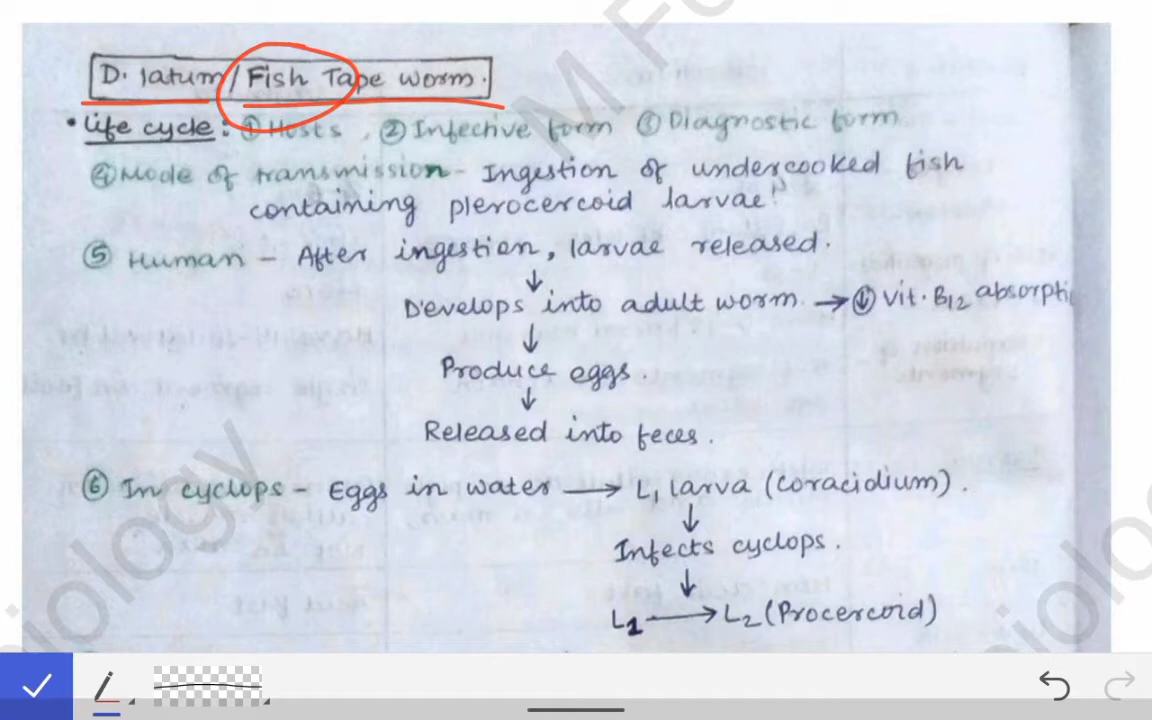 D. latum / Fish Tape worm.
• Life cycle: ① Hosts, ② Infective form ③ Diagnostic form
④ Mode of transmission - Ingestion of undercooked fish
containing plerocercoid larvae.
⑤ Human - After ingestion, larvae released.
↓
Develops into adult worm → ↓ Vit. B12 absorpti
↓
Produce eggs.
↓
Released into feces.
⑥ In cyclops - Eggs in water → L1 larva (Coracidium).
↓
Infects cyclops.
↓
L1 → L2 (Procercoid)